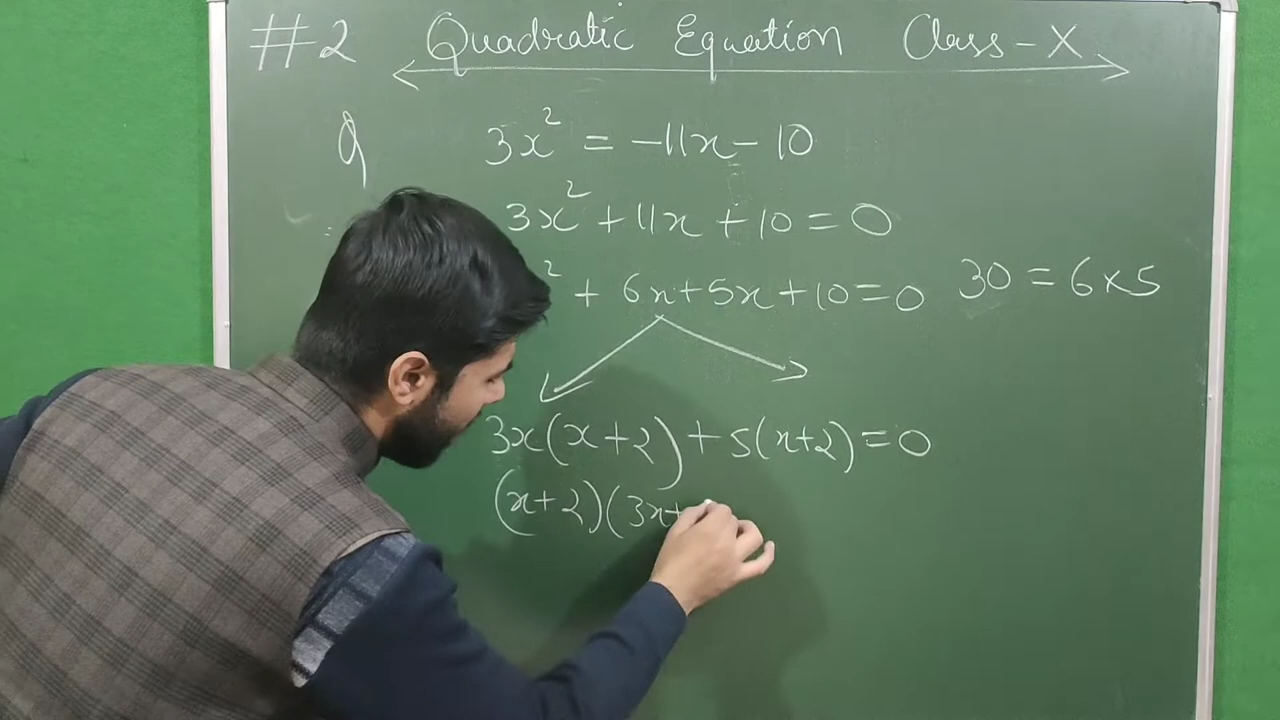 #2 Quadratic Equation Class-X
Q 3x² = -11x - 10
3x² + 11x + 10 = 0
² + 6x + 5x + 10 = 0 30 = 6×5
3x(x+2) + 5(x+2) = 0
(x+2)(3x+